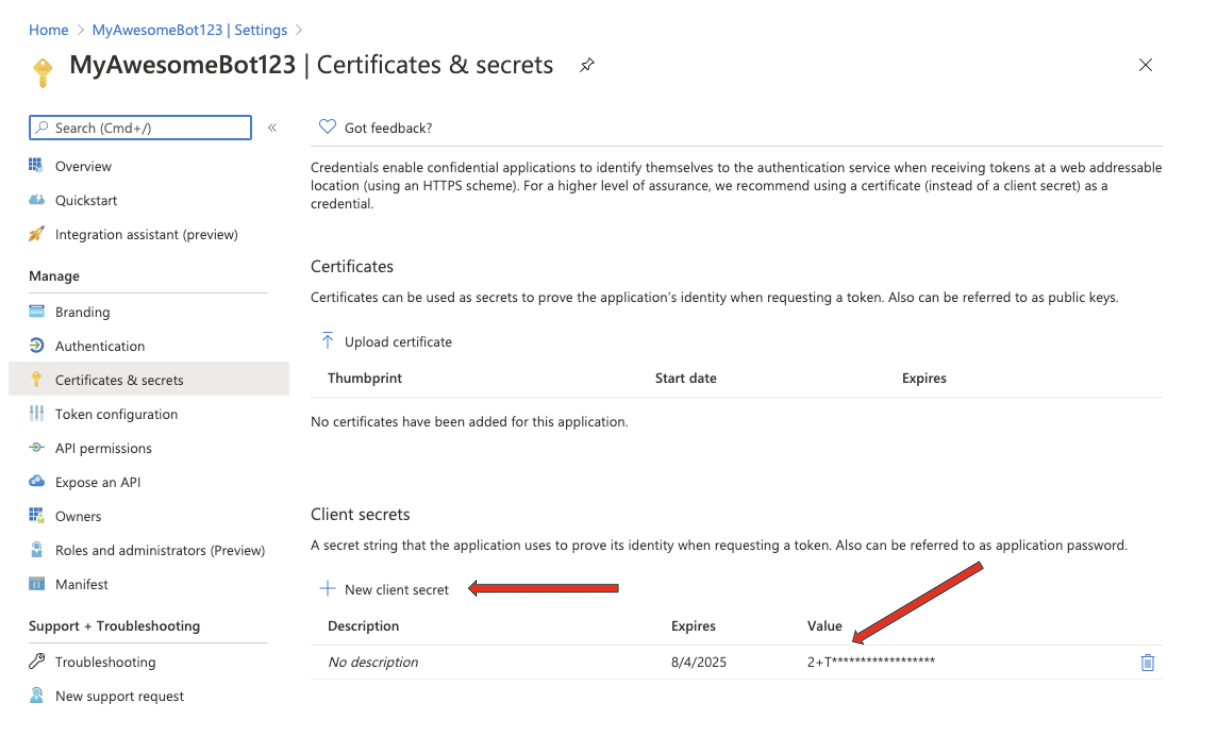 Home > MyAwesomeBot123 | Settings >
MyAwesomeBot123 | Certificates & secrets
Search (Cmd+/)
Overview
Quickstart
Integration assistant (preview)
Manage
Branding
Authentication
Certificates & secrets
Token configuration
API permissions
Expose an API
Owners
Roles and administrators (Preview)
Manifest
Support + Troubleshooting
Troubleshooting
New support request
Got feedback?
Credentials enable confidential applications to identify themselves to the authentication service when receiving tokens at a web addressable
location (using an HTTPS scheme). For a higher level of assurance, we recommend using a certificate (instead of a client secret) as a
credential.
Certificates
Certificates can be used as secrets to prove the application's identity when requesting a token. Also can be referred to as public keys.
Upload certificate
Thumbprint Start date Expires
No certificates have been added for this application.
Client secrets
A secret string that the application uses to prove its identity when requesting a token. Also can be referred to as application password.
New client secret
Description Expires Value
No description 8/4/2025 2+T******************